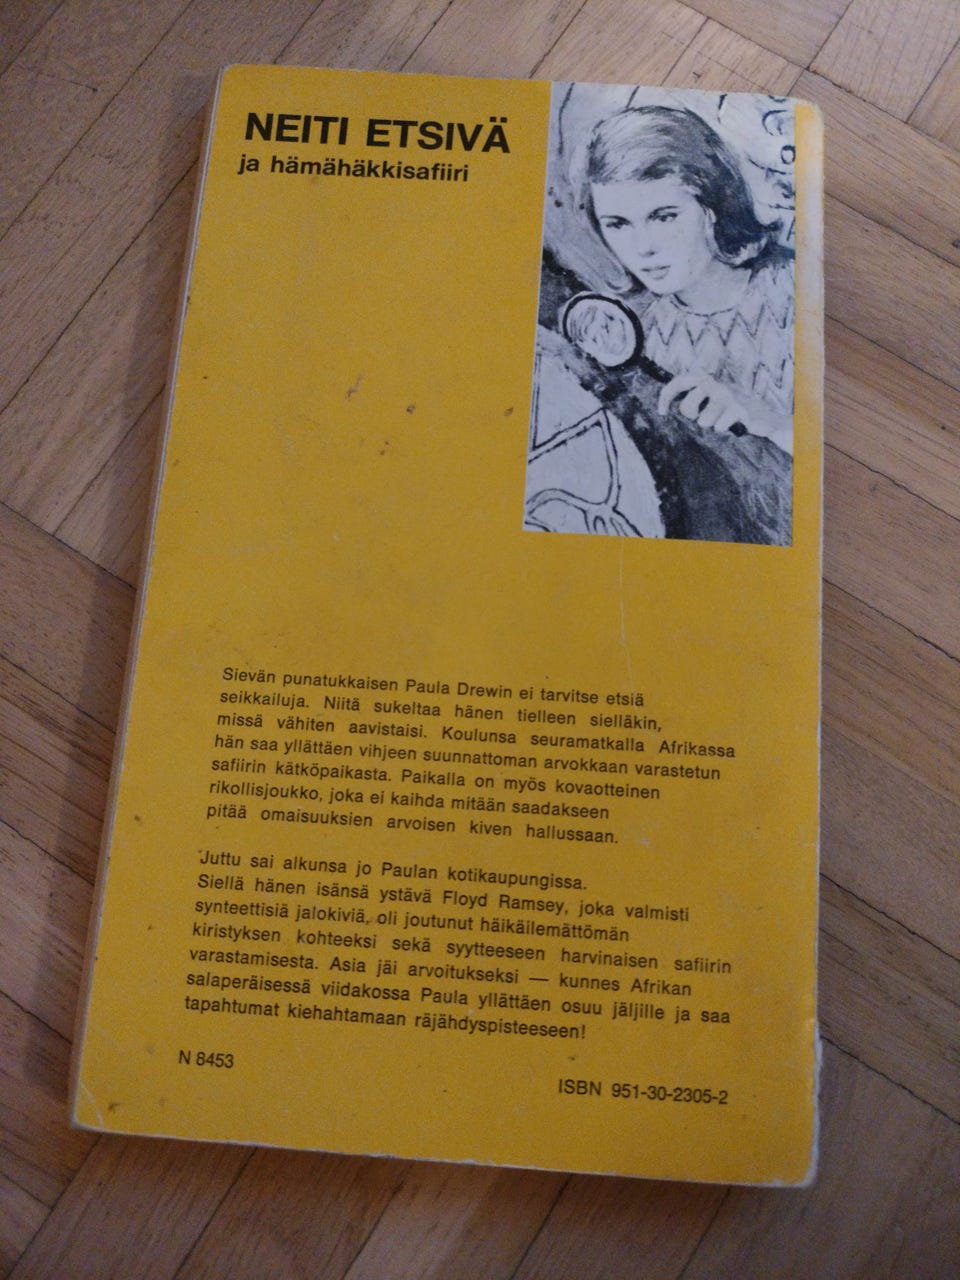 NEITI ETSIVÄ
ja hämähäkkisafiiri
Sievän punatukkaisen Paula Drewin ei tarvitse etsiä
seikkailuja. Niitä sukeltaa hänen tielleen sielläkin,
missä vähiten aavistaisi. Koulunsa seuramatkalla Afrikassa
hän saa yllättäen vihjeen suunnattoman arvokkaan varastetun
safiirin kätköpaikasta. Paikalla on myös kovaotteinen
rikollisjoukko, joka ei kaihda mitään saadakseen
pitää omaisuuksien arvoisen kiven hallussaan.
Juttu sai alkunsa jo Paulan kotikaupungissa.
Siellä hänen isänsä ystävä Floyd Ramsey, joka valmisti
synteettisiä jalokiviä, oli joutunut häikäilemättömän
kiristyksen kohteeksi sekä syytteeseen harvinaisen safiirin
varastamisesta. Asia jäi arvoitukseksi — kunnes Afrikan
salaperäisessä viidakossa Paula yllättäen osuu jäljille ja saa
tapahtumat kiehahtamaan räjähdyspisteeseen!
N 8453
ISBN 951-30-2305-2